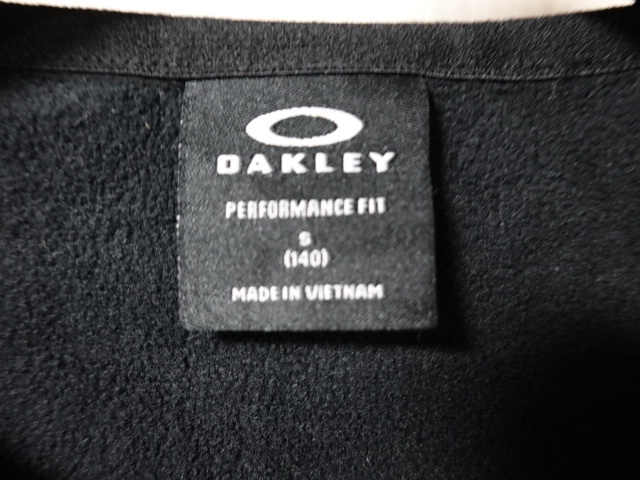 OAKLEY
PERFORMANCE FIT
S
(140)
MADE IN VIETNAM